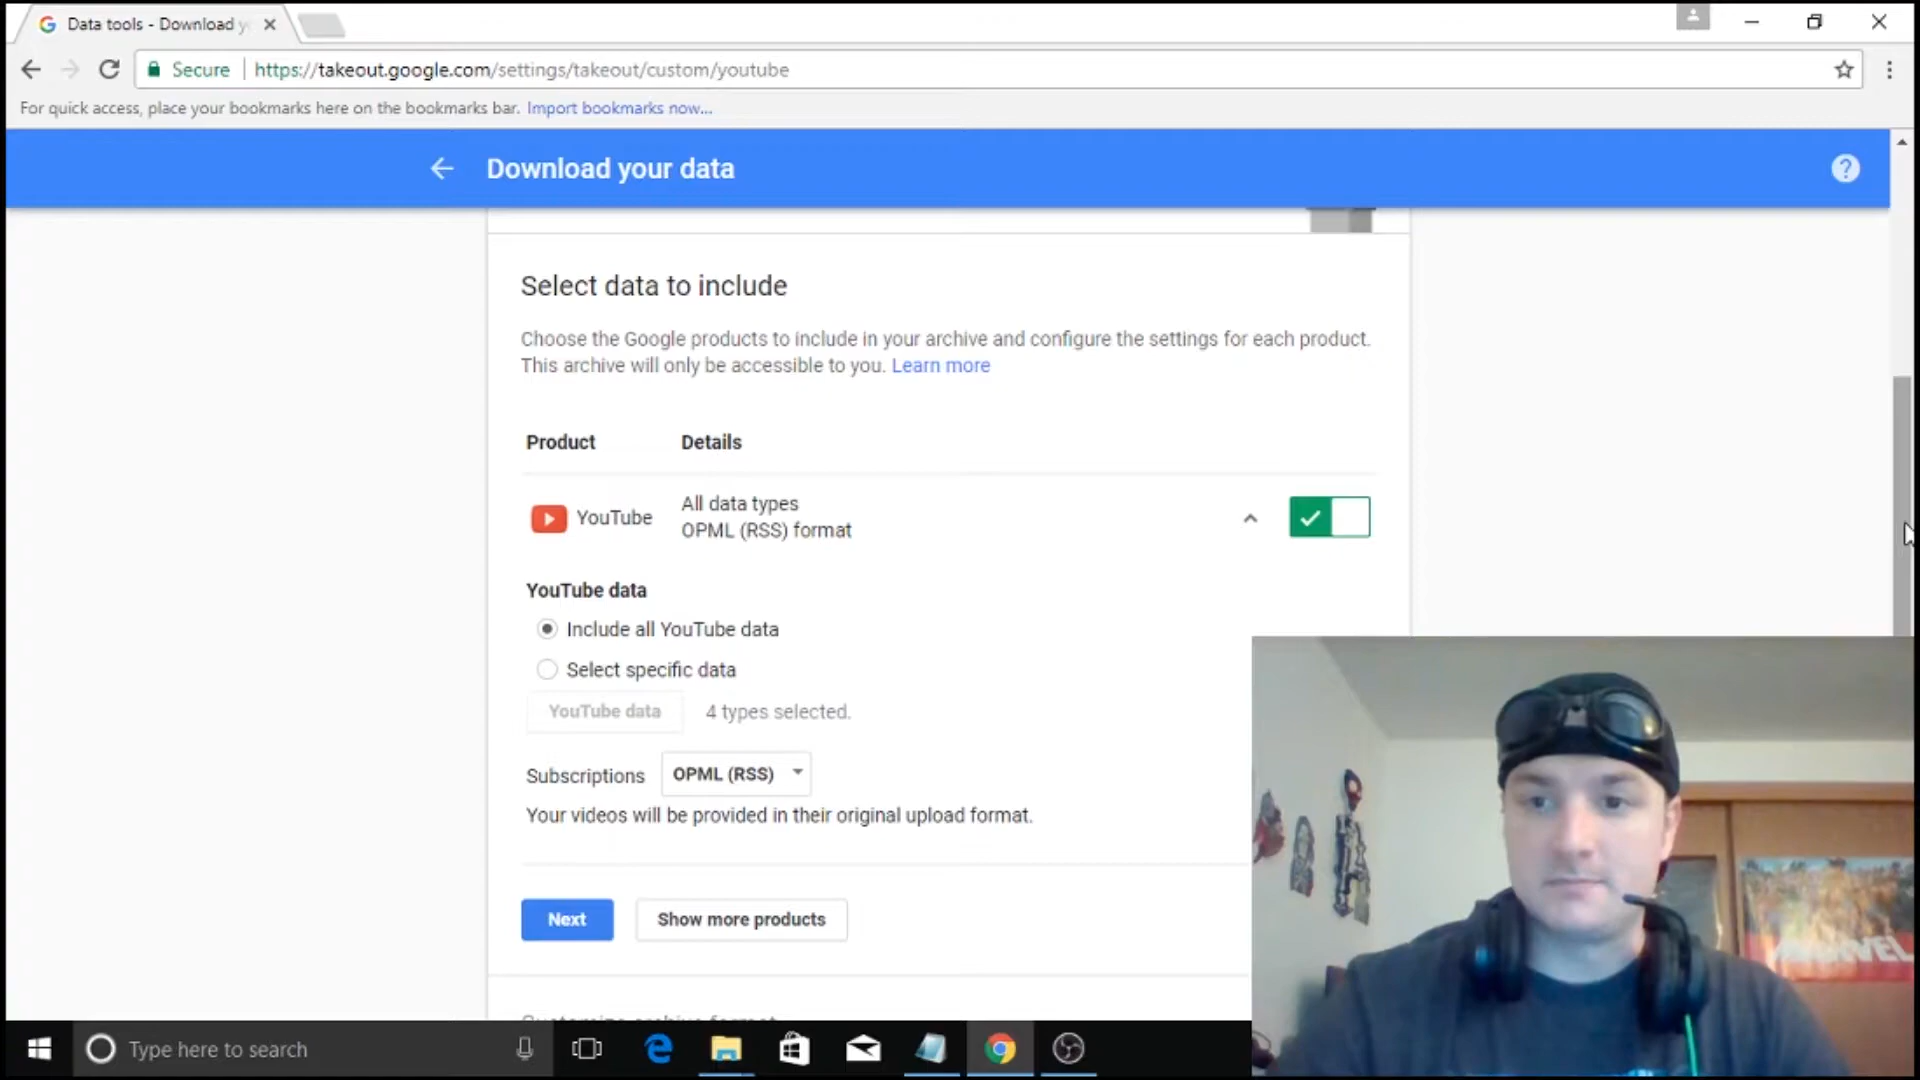 Data tools - Download y
Secure https://takeout.google.com/settings/takeout/custom/youtube
For quick access, place your bookmarks here on the bookmarks bar. Import bookmarks now...
Download your data
Select data to include
Choose the Google products to include in your archive and configure the settings for each product.
This archive will only be accessible to you. Learn more
Product Details
YouTube
All data types
OPML (RSS) format
YouTube data
Include all YouTube data
Select specific data
YouTube data 4 types selected.
Subscriptions OPML (RSS)
Your videos will be provided in their original upload format.
Next Show more products
Customize archive format
MARVEL
Type here to search